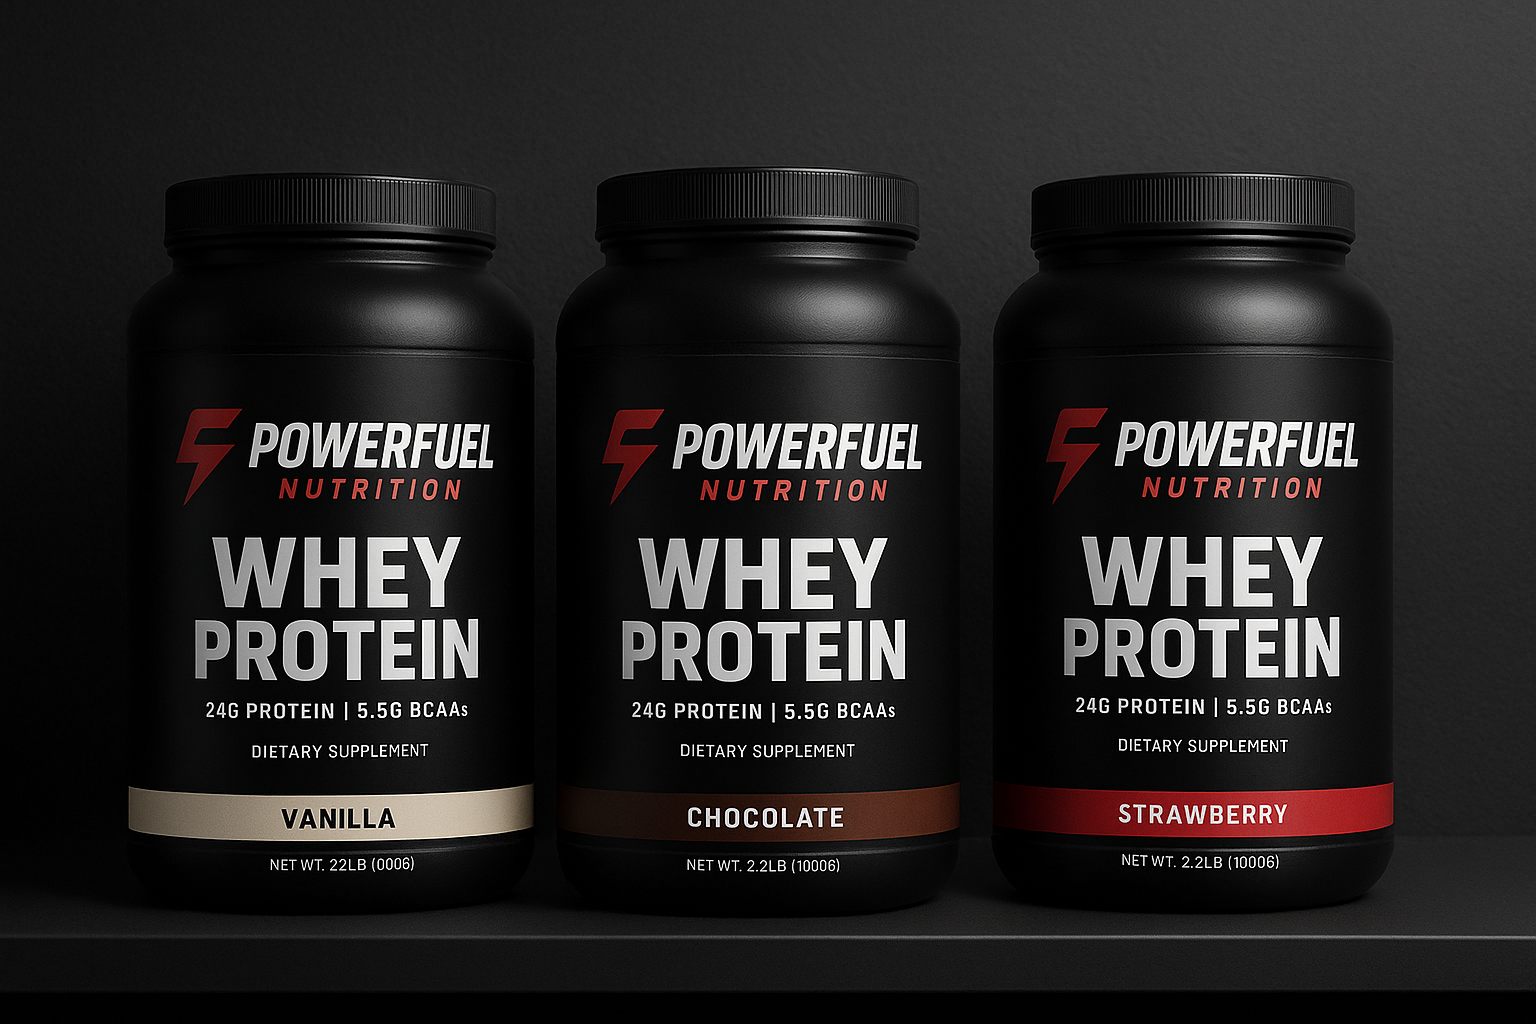 POWERFUEL
NUTRITION
WHEY
PROTEIN
24G PROTEIN | 5.5G BCAAs
DIETARY SUPPLEMENT
VANILLA
NET WT. 22LB (0006)
POWERFUEL
NUTRITION
WHEY
PROTEIN
24G PROTEIN | 5.5G BCAAs
DIETARY SUPPLEMENT
CHOCOLATE
NET WT. 2.2LB (10006)
POWERFUEL
NUTRITION
WHEY
PROTEIN
24G PROTEIN | 5.5G BCAAs
DIETARY SUPPLEMENT
STRAWBERRY
NET WT. 2.2LB (10006)